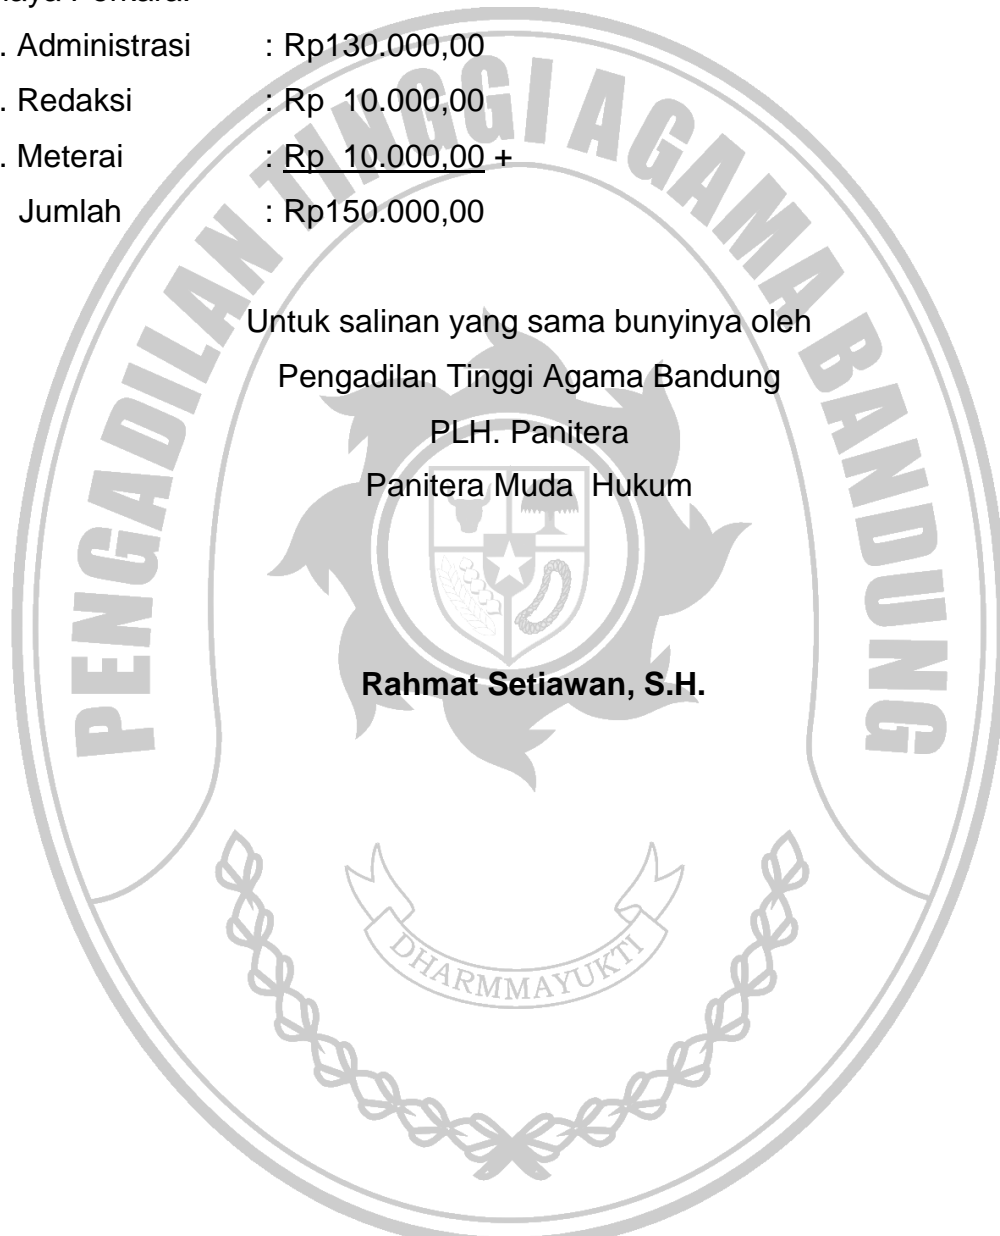 . Administrasi : Rp130.000,00
. Redaksi : Rp 10.000,00
. Meterai : Rp 10.000,00 +
Jumlah : Rp150.000,00
Untuk salinan yang sama bunyinya oleh
Pengadilan Tinggi Agama Bandung
PLH. Panitera
Panitera Muda Hukum
Rahmat Setiawan, S.H.
PENGADILAN TINGGI AGAMA BANDUNG
DHARMMAYUKTI